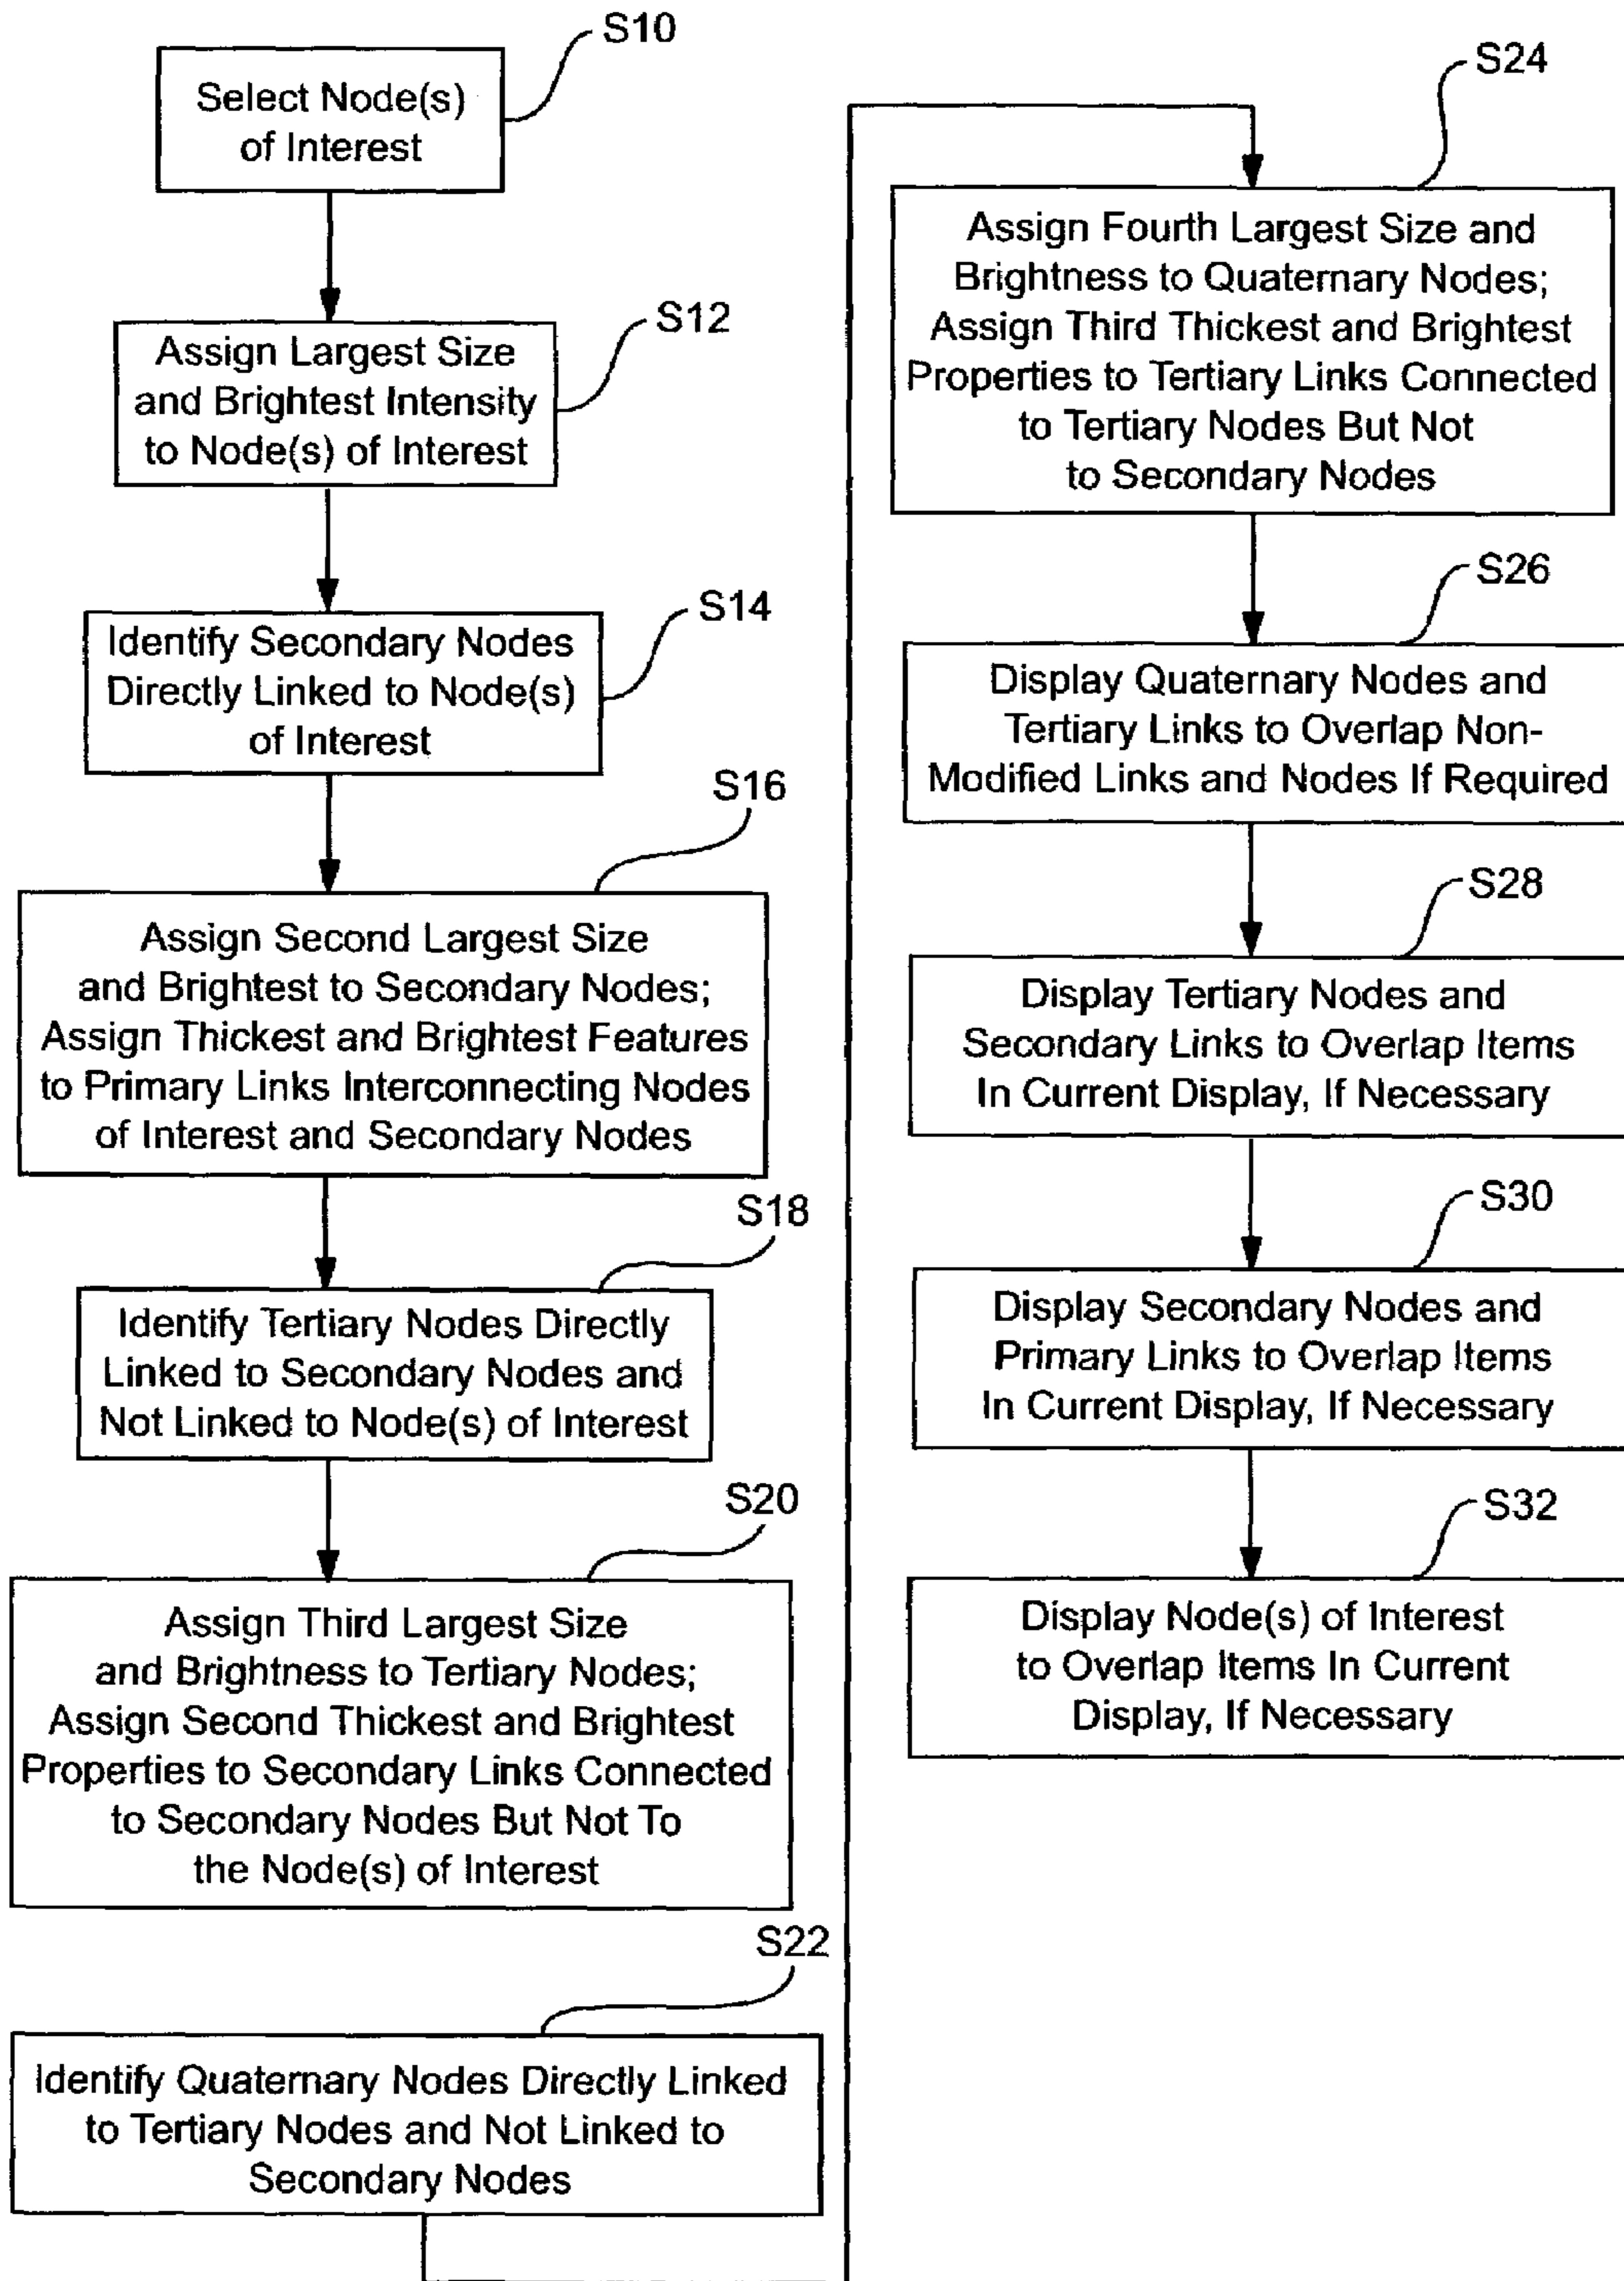 S10
Select Node(s)
of Interest
S12
Assign Largest Size
and Brightest Intensity
to Node(s) of Interest
S14
Identify Secondary Nodes
Directly Linked to Node(s)
of Interest
S16
Assign Second Largest Size
and Brightest to Secondary Nodes;
Assign Thickest and Brightest Features
to Primary Links Interconnecting Nodes
of Interest and Secondary Nodes
S18
Identify Tertiary Nodes Directly
Linked to Secondary Nodes and
Not Linked to Node(s) of Interest
S20
Assign Third Largest Size
and Brightness to Tertiary Nodes;
Assign Second Thickest and Brightest
Properties to Secondary Links Connected
to Secondary Nodes But Not To
the Node(s) of Interest
S22
Identify Quaternary Nodes Directly Linked
to Tertiary Nodes and Not Linked to
Secondary Nodes
S24
Assign Fourth Largest Size and
Brightness to Quaternary Nodes;
Assign Third Thickest and Brightest
Properties to Tertiary Links Connected
to Tertiary Nodes But Not
to Secondary Nodes
S26
Display Quaternary Nodes and
Tertiary Links to Overlap Non-
Modified Links and Nodes If Required
S28
Display Tertiary Nodes and
Secondary Links to Overlap Items
In Current Display, If Necessary
S30
Display Secondary Nodes and
Primary Links to Overlap Items
In Current Display, If Necessary
S32
Display Node(s) of Interest
to Overlap Items In Current
Display, If Necessary